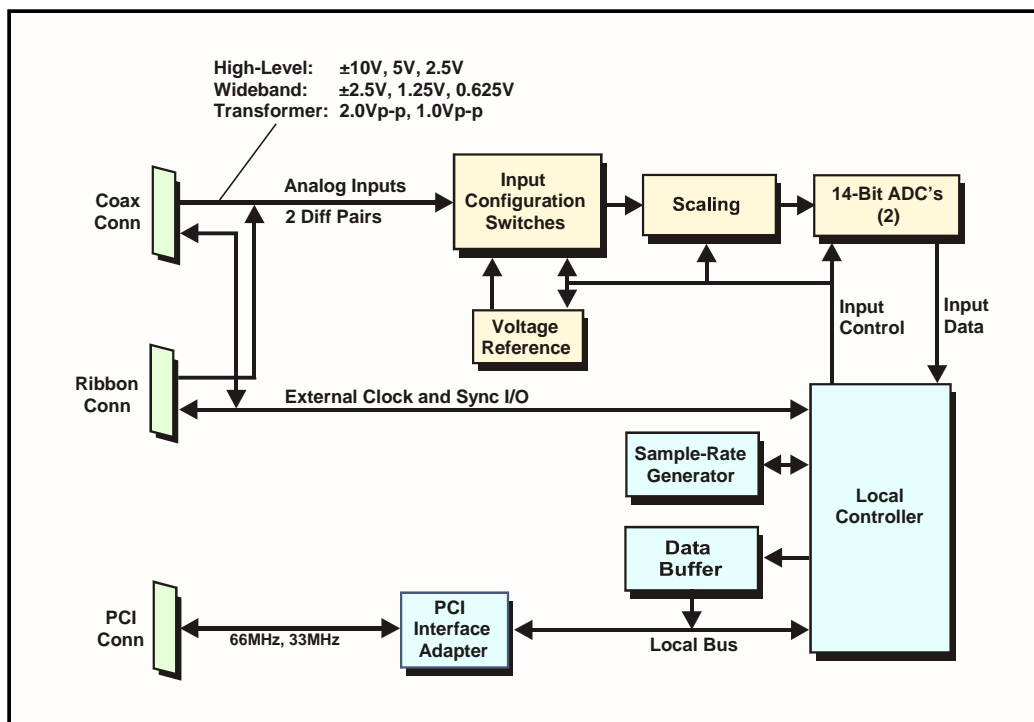 High-Level: ±10V, 5V, 2.5V
Wideband: ±2.5V, 1.25V, 0.625V
Transformer: 2.0Vp-p, 1.0Vp-p
Coax
Conn
Analog Inputs
2 Diff Pairs
Input
Configuration
Switches
Scaling
14-Bit ADC's
(2)
Voltage
Reference
Input
Control
Input
Data
Ribbon
Conn
External Clock and Sync I/O
Sample-Rate
Generator
Local
Controller
Data
Buffer
PCI
Conn
66MHz, 33MHz
PCI
Interface
Adapter
Local Bus